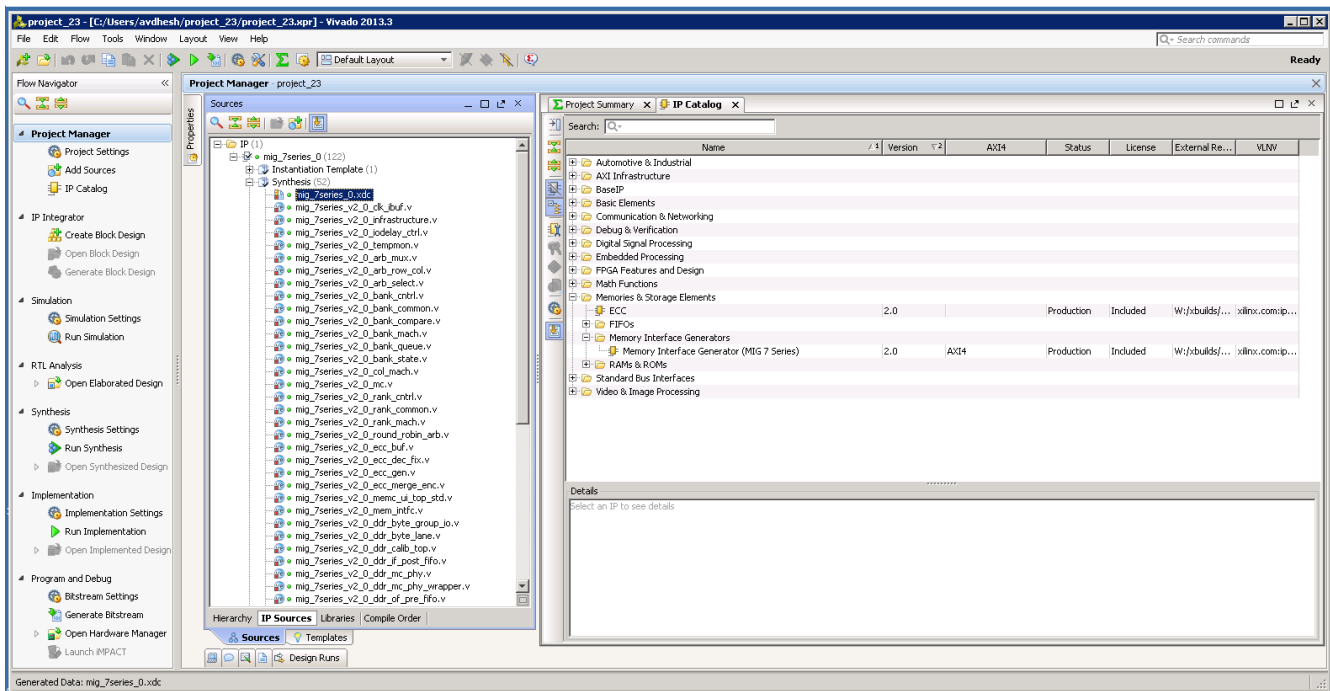 project_23 - [C:/Users/avdhesh/project_23/project_23.xpr] - Vivado 2013.3
File Edit Flow Tools Window Layout View Help
Search commands
Default Layout
Ready
Flow Navigator
Project Manager
Project Settings
Add Sources
IP Catalog
IP Integrator
Create Block Design
Open Block Design
Generate Block Design
Simulation
Simulation Settings
Run Simulation
RTL Analysis
Open Elaborated Design
Synthesis
Synthesis Settings
Run Synthesis
Open Synthesized Design
Implementation
Implementation Settings
Run Implementation
Open Implemented Design
Program and Debug
Bitstream Settings
Generate Bitstream
Open Hardware Manager
Launch iMPACT
Project Manager - project_23
Properties
Sources
IP (1)
mig_7series_0 (122)
Instantiation Template (1)
Synthesis (52)
mig_7series_0.xdc
mig_7series_v2_0_clk_ibuf.v
mig_7series_v2_0_infrastructure.v
mig_7series_v2_0_iodelay_ctrl.v
mig_7series_v2_0_tempmon.v
mig_7series_v2_0_arb_mux.v
mig_7series_v2_0_arb_row_col.v
mig_7series_v2_0_arb_select.v
mig_7series_v2_0_bank_cntrl.v
mig_7series_v2_0_bank_common.v
mig_7series_v2_0_bank_compare.v
mig_7series_v2_0_bank_mach.v
mig_7series_v2_0_bank_queue.v
mig_7series_v2_0_bank_state.v
mig_7series_v2_0_col_mach.v
mig_7series_v2_0_mc.v
mig_7series_v2_0_rank_cntrl.v
mig_7series_v2_0_rank_common.v
mig_7series_v2_0_rank_mach.v
mig_7series_v2_0_round_robin_arb.v
mig_7series_v2_0_ecc_buf.v
mig_7series_v2_0_ecc_dec_fix.v
mig_7series_v2_0_ecc_gen.v
mig_7series_v2_0_ecc_merge_enc.v
mig_7series_v2_0_memc_ui_top_std.v
mig_7series_v2_0_mem_intfc.v
mig_7series_v2_0_ddr_byte_group_io.v
mig_7series_v2_0_ddr_byte_lane.v
mig_7series_v2_0_ddr_calib_top.v
mig_7series_v2_0_ddr_if_post_fifo.v
mig_7series_v2_0_ddr_mc_phy.v
mig_7series_v2_0_ddr_mc_phy_wrapper.v
mig_7series_v2_0_ddr_of_pre_fifo.v
Hierarchy IP Sources Libraries Compile Order
Sources Templates
Design Runs
Project Summary IP Catalog
Search:
Name 1 Version 2 AXI4 Status License External Re... VLNV
Automotive & Industrial
AXI Infrastructure
BaseIP
Basic Elements
Communication & Networking
Debug & Verification
Digital Signal Processing
Embedded Processing
FPGA Features and Design
Math Functions
Memories & Storage Elements
ECC 2.0 Production Included W:/xbuilds/... xilinx.com:ip...
FIFOs
Memory Interface Generators
Memory Interface Generator (MIG 7 Series) 2.0 AXI4 Production Included W:/xbuilds/... xilinx.com:ip...
RAMs & ROMs
Standard Bus Interfaces
Video & Image Processing
Details
Select an IP to see details
Generated Data: mig_7series_0.xdc